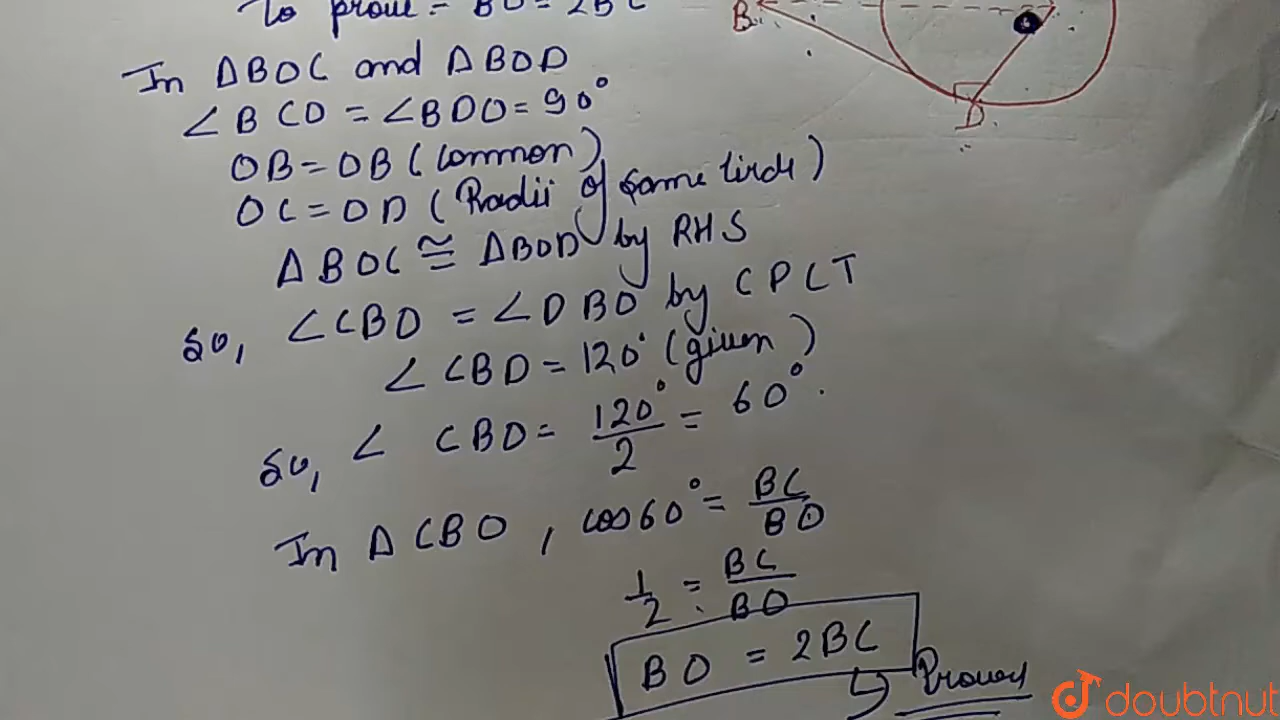 To prove = BO = 2BC
B
In ΔBOC and ΔBOD
∠BCO = ∠BDO = 90°
D
OB = OB (Common)
OC = OD (Radii of same circle)
ΔBOC ≅ ΔBOD by RHS
So, ∠CBO = ∠DBO by CPCT
∠CBD = 120° (given)
So, ∠CBO = 120°/2 = 60°.
In ΔCBO, cos60° = BC/BO
1/2 = BC/BO
BO = 2BC
Proved
doubtnut